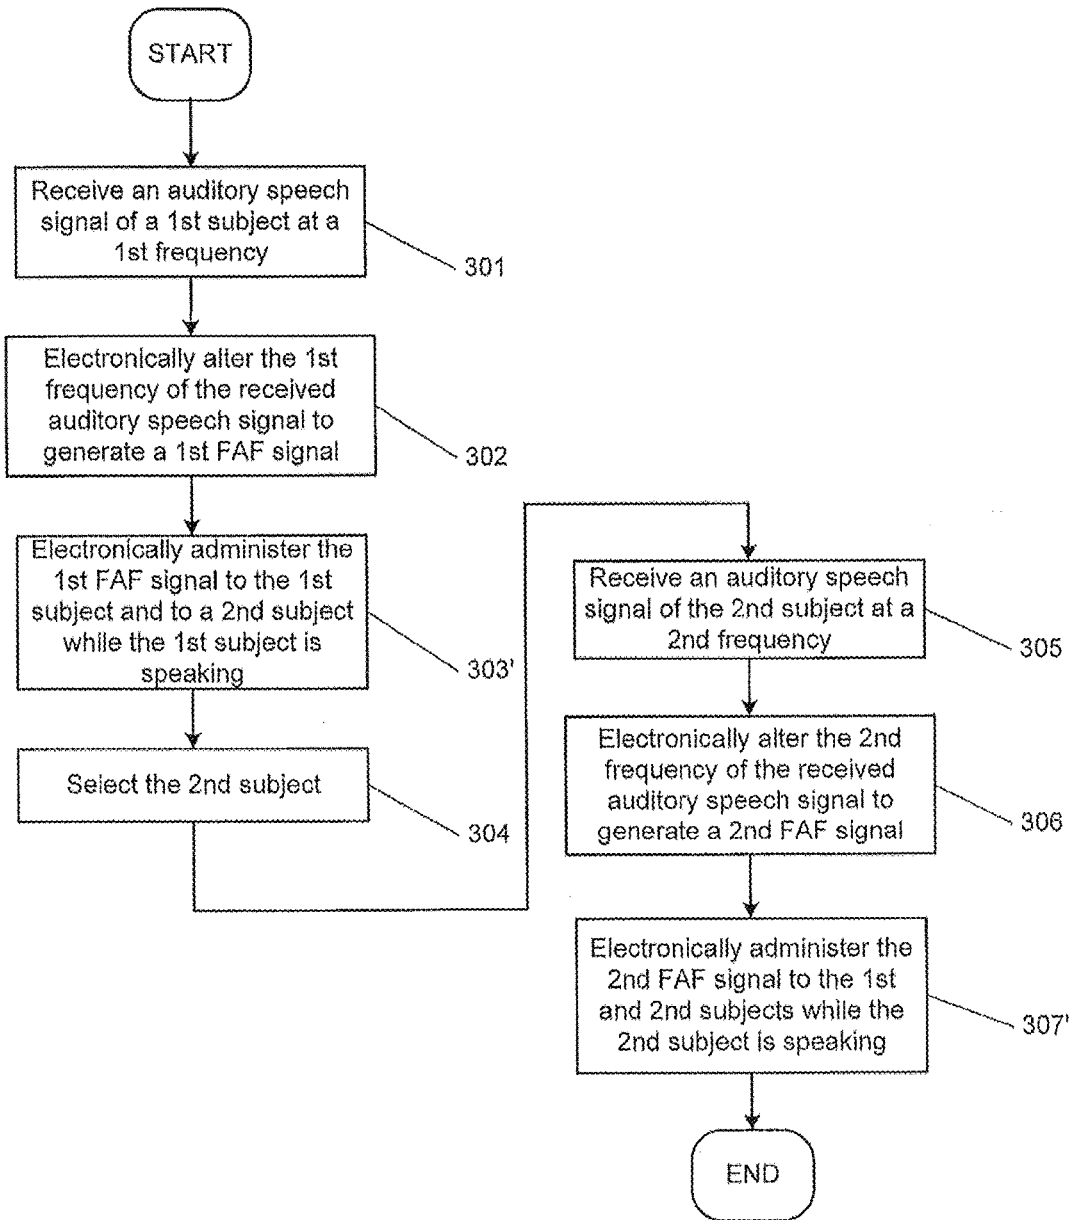 START
Receive an auditory speech
signal of a 1st subject at a
1st frequency
301
Electronically alter the 1st
frequency of the received
auditory speech signal to
generate a 1st FAF signal
302
Electronically administer the
1st FAF signal to the 1st
subject and to a 2nd subject
while the 1st subject is
speaking
303'
Select the 2nd subject
304
Receive an auditory speech
signal of the 2nd subject at a
2nd frequency
305
Electronically alter the 2nd
frequency of the received
auditory speech signal to
generate a 2nd FAF signal
306
Electronically administer the
2nd FAF signal to the 1st
and 2nd subjects while the
2nd subject is speaking
307'
END